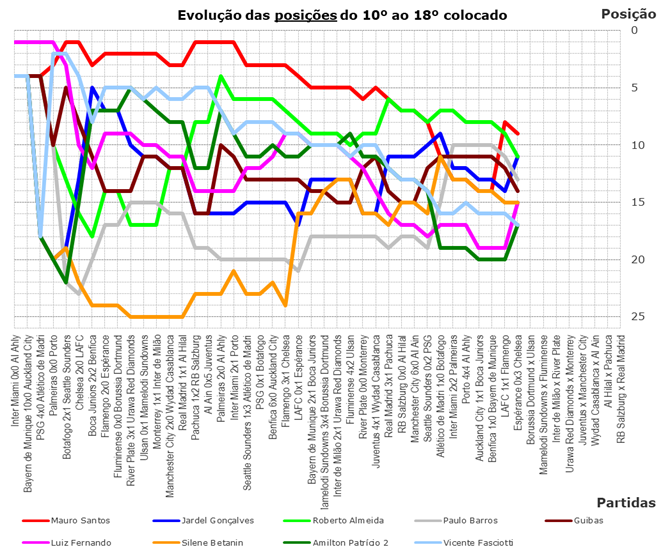 Evolução das posições do 10º ao 18º colocado
Posição
0
5
10
15
20
25
Inter Miami 0x0 Al Ahly
Bayern de Munique 10x0 Auckland City
PSG 4x0 Atlético de Madri
Palmeiras 0x0 Porto
Botafogo 2x1 Seattle Sounders
Chelsea 2x0 LAFC
Boca Juniors 2x2 Benfica
Flamengo 2x0 Espérance
Fluminense 0x0 Borussia Dortmund
River Plate 3x1 Urawa Red Diamonds
Ulsan 0x1 Mamelodi Sundowns
Monterrey 1x1 Inter de Milão
Manchester City 2x0 Wydad Casablanca
Real Madrid 1x1 Al Hilal
Pachuca 1x2 RB Salzburg
Al Ain 0x5 Juventus
Palmeiras 2x0 Al Ahly
Inter Miami 2x1 Porto
Seattle Sounders 1x3 Atlético de Madri
PSG 0x1 Botafogo
Benfica 6x0 Auckland City
Flamengo 3x1 Chelsea
LAFC 0x1 Espérance
Bayern de Munique 2x1 Boca Juniors
lamelodi Sundowns 3x4 Borussia Dortmund
Inter de Milão 2x1 Urawa Red Diamonds
Fluminense 4x2 Ulsan
River Plate 0x0 Monterrey
Juventus 4x1 Wydad Casablanca
Real Madrid 3x1 Pachuca
RB Salzburg 0x0 Al Hilal
Manchester City 6x0 Al Ain
Seattle Sounders 0x2 PSG
Atlético de Madri 1x0 Botafogo
Inter Miami 2x2 Palmeiras
Porto 4x4 Al Ahly
Auckland City 1x1 Boca Juniors
Benfica 1x0 Bayern de Munique
LAFC 1x1 Flamengo
Espérance 0x3 Chelsea
Borussia Dortmund x Ulsan
Mamelodi Sundowns x Fluminense
Inter de Milão x River Plate
Urawa Red Diamonds x Monterrey
Juventus x Manchester City
Wydad Casablanca x Al Ain
Al Hilal x Pachuca
RB Salzburg x Real Madrid
Partidas
Mauro Santos
Jardel Gonçalves
Roberto Almeida
Paulo Barros
Guibas
Luiz Fernando
Silene Betanin
Amilton Patrígio 2
Vicente Fasciotti